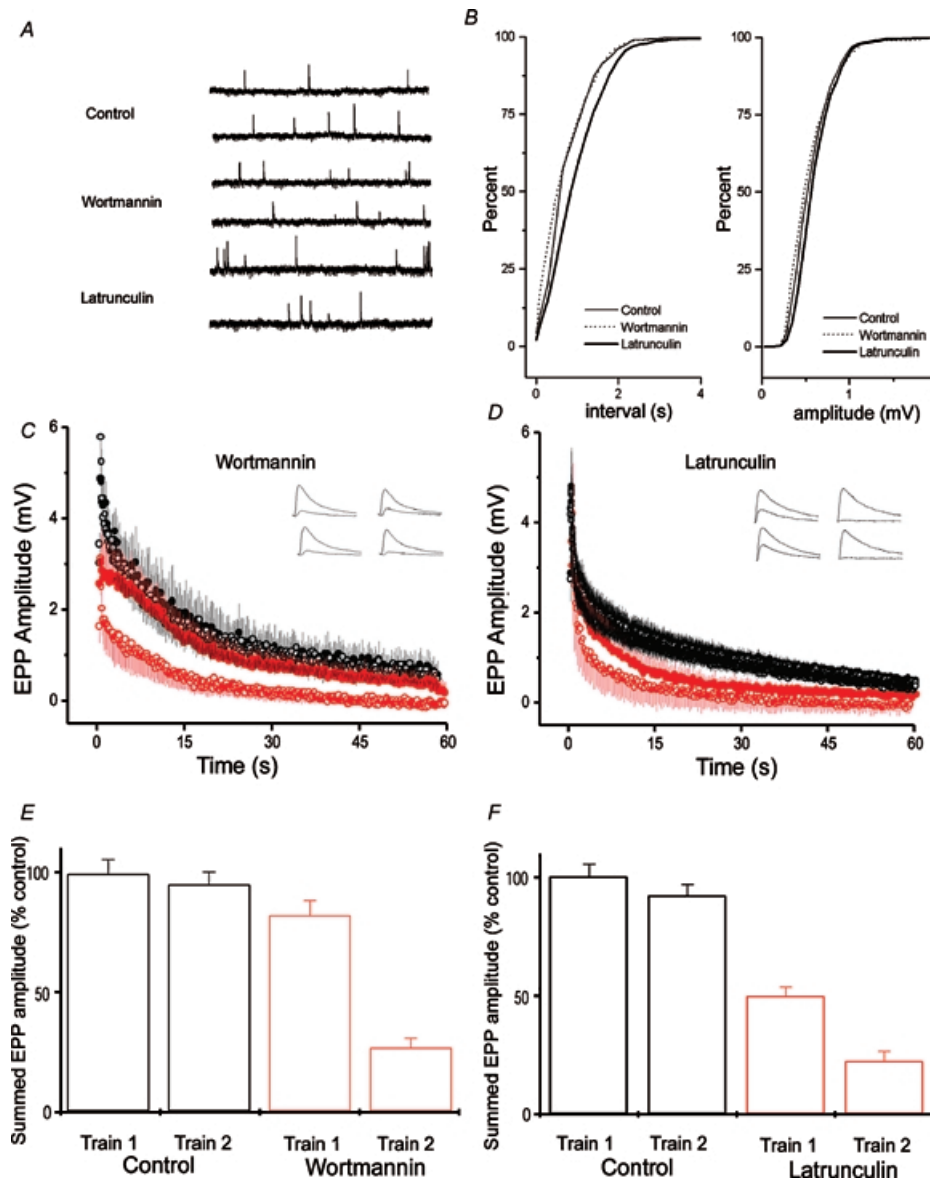 A
Control
Wortmannin
Latrunculin
B
100
75
50
25
0
Percent
Control
Wortmannin
Latrunculin
0 2 4
interval (s)
100
75
50
25
0
Percent
Control
Wortmannin
Latrunculin
0 1
amplitude (mV)
C
Wortmannin
6
4
2
0
EPP Amplitude (mV)
0 15 30 45 60
Time (s)
D
Latrunculin
6
4
2
0
EPP Amplitude (mV)
0 15 30 45 60
Time (s)
E
Summed EPP amplitude (% control)
100
50
0
Train 1 Train 2 Train 1 Train 2
Control Wortmannin
F
Summed EPP amplitude (% control)
100
50
0
Train 1 Train 2 Train 1 Train 2
Control Latrunculin